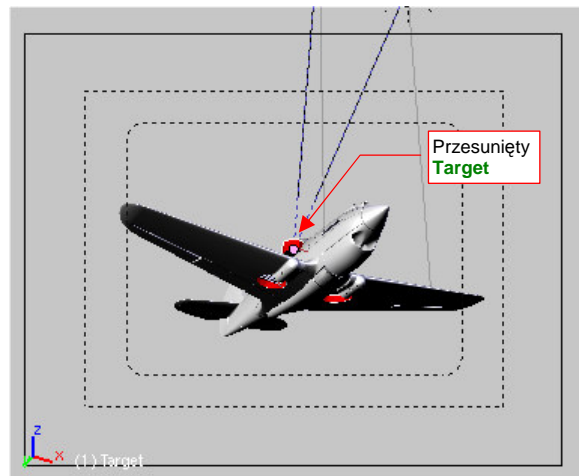 Przesunięty
Target
z
x
y
(1) Target